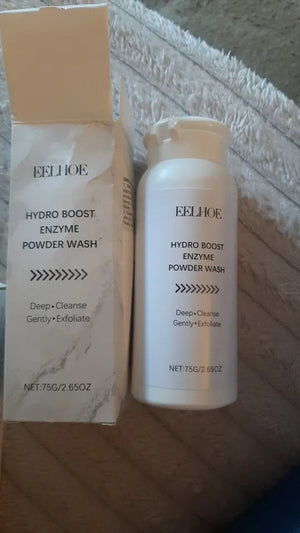 EELHOE
HYDRO BOOST
ENZYME
POWDER WASH
>>>>>>>>>
Deep•Cleanse
Gently•Exfoliate
NET:75G/2.65OZ
EELHOE
HYDRO BOOST
ENZYME
POWDER WASH
>>>>>>>>>
Deep•Cleanse
Gently•Exfoliate
NET:75G/2.65OZ